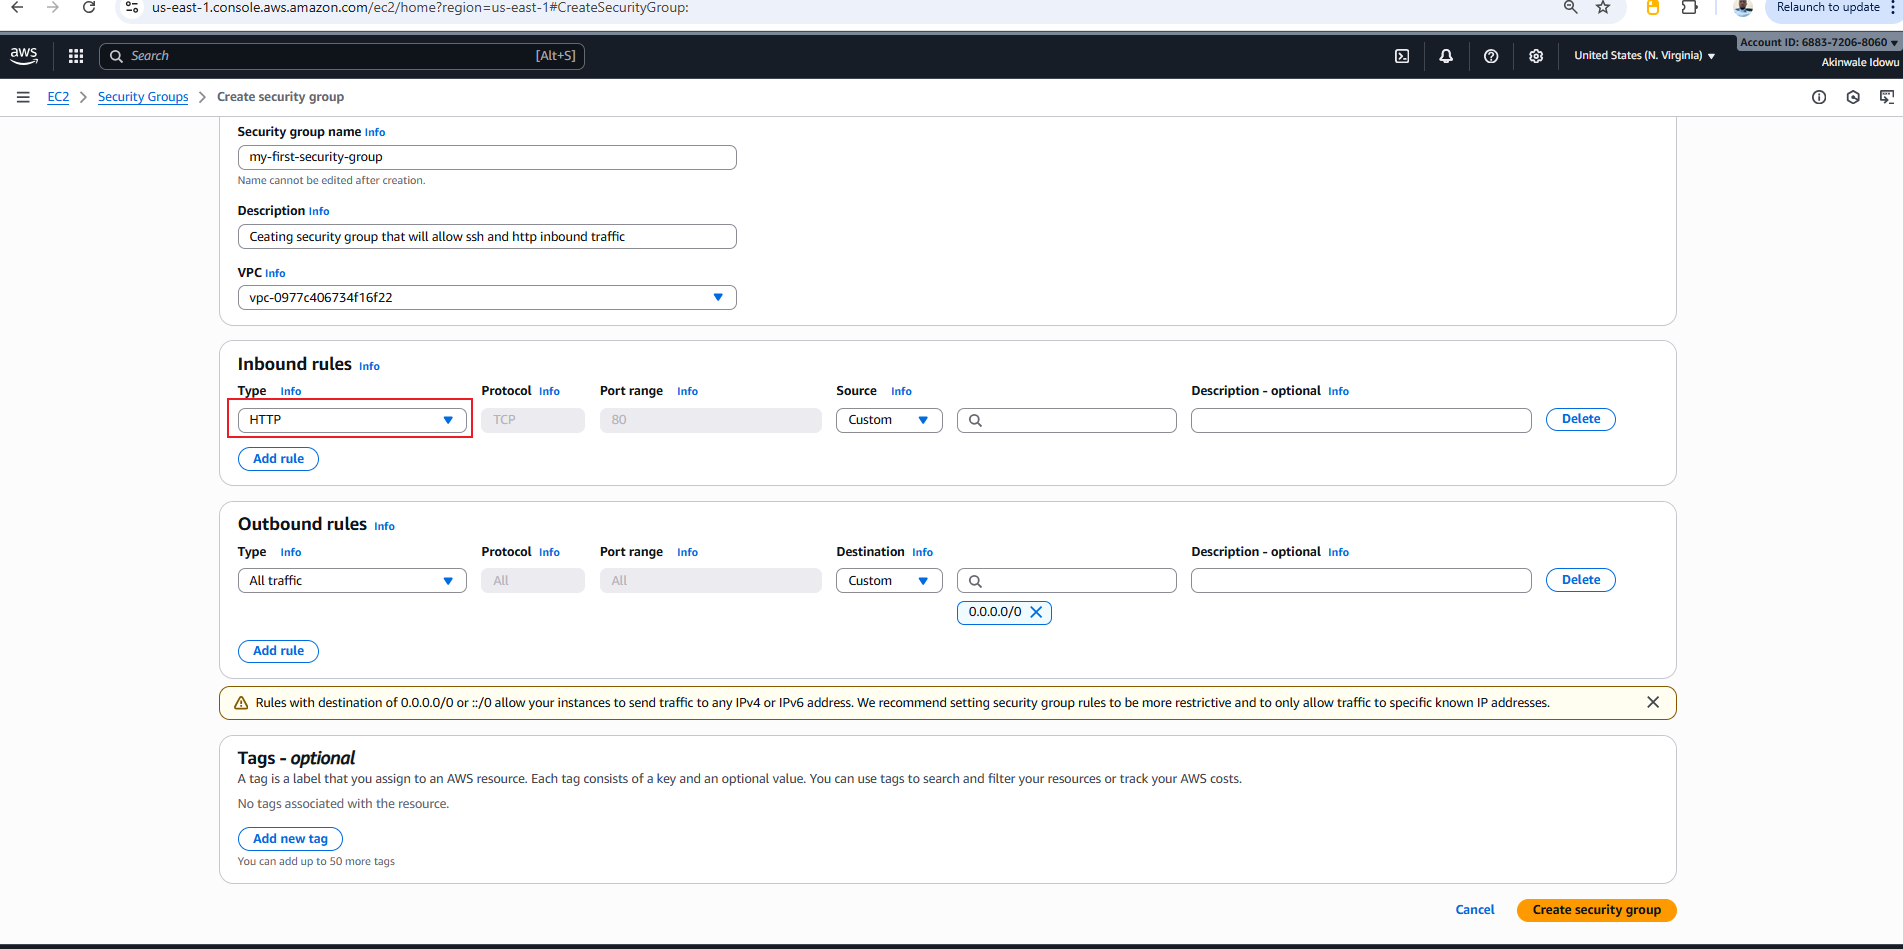 us-east-1.console.aws.amazon.com/ec2/home?region=us-east-1#CreateSecurityGroup:
Relaunch to update
aws
Search
[Alt+S]
United States (N. Virginia)
Account ID: 6883-7206-8060
Akinwale Idowu
EC2
Security Groups
Create security group
Security group name Info
my-first-security-group
Name cannot be edited after creation.
Description Info
Ceating security group that will allow ssh and http inbound traffic
VPC Info
vpc-0977c406734f16f22
Inbound rules Info
Type Info Protocol Info Port range Info Source Info Description - optional Info
HTTP TCP 80 Custom Delete
Add rule
Outbound rules Info
Type Info Protocol Info Port range Info Destination Info Description - optional Info
All traffic All All Custom Delete
0.0.0.0/0
Add rule
Rules with destination of 0.0.0.0/0 or ::/0 allow your instances to send traffic to any IPv4 or IPv6 address. We recommend setting security group rules to be more restrictive and to only allow traffic to specific known IP addresses.
Tags - optional
A tag is a label that you assign to an AWS resource. Each tag consists of a key and an optional value. You can use tags to search and filter your resources or track your AWS costs.
No tags associated with the resource.
Add new tag
You can add up to 50 more tags
Cancel
Create security group